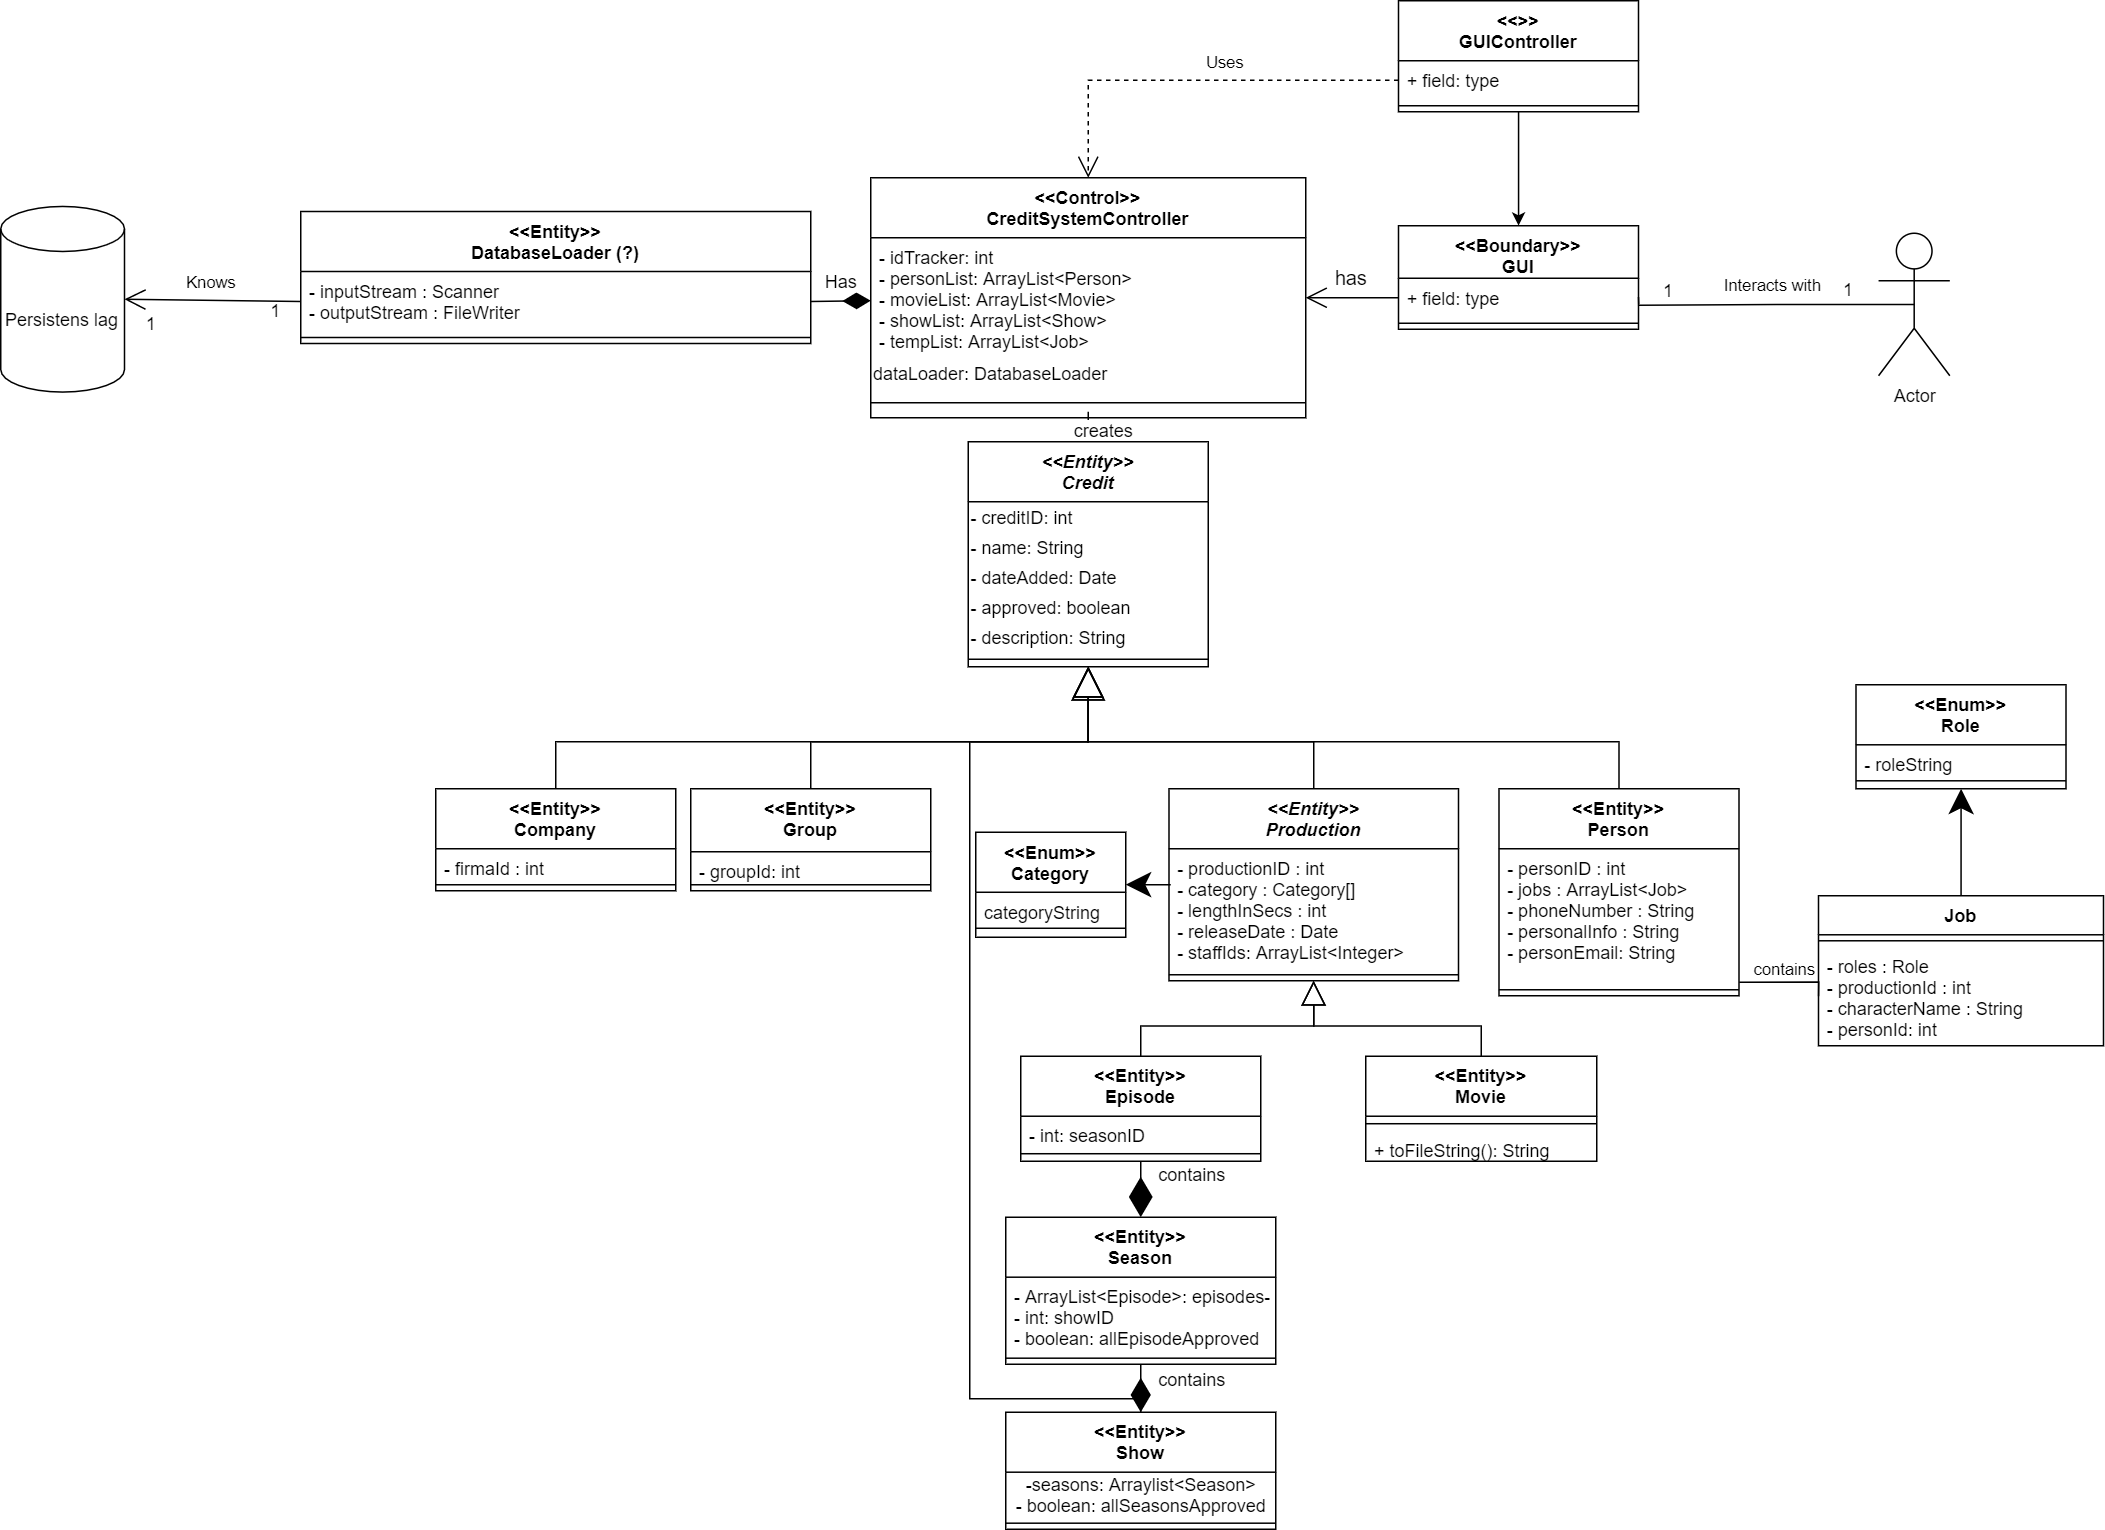 <<>>
GUIController
+ field: type
Uses
<<Control>>
CreditSystemController
- idTracker: int
- personList: ArrayList<Person>
- movieList: ArrayList<Movie>
- showList: ArrayList<Show>
- tempList: ArrayList<Job>
dataLoader: DatabaseLoader
<<Entity>>
DatabaseLoader (?)
- inputStream : Scanner
- outputStream : FileWriter
Has
Knows
1
1
Persistens lag
<<Boundary>>
GUI
+ field: type
has
1
Interacts with
1
Actor
creates
<<Entity>>
Credit
- creditID: int
- name: String
- dateAdded: Date
- approved: boolean
- description: String
<<Enum>>
Role
- roleString
<<Entity>>
Company
- firmaId : int
<<Entity>>
Group
- groupId: int
<<Enum>>
Category
categoryString
<<Entity>>
Production
- productionID : int
- category : Category[]
- lengthInSecs : int
- releaseDate : Date
- staffIds: ArrayList<Integer>
<<Entity>>
Person
- personID : int
- jobs : ArrayList<Job>
- phoneNumber : String
- personalInfo : String
- personEmail: String
contains
Job
- roles : Role
- productionId : int
- characterName : String
- personId: int
<<Entity>>
Episode
- int: seasonID
<<Entity>>
Movie
+ toFileString(): String
contains
<<Entity>>
Season
- ArrayList<Episode>: episodes-
- int: showID
- boolean: allEpisodeApproved
contains
<<Entity>>
Show
-seasons: Arraylist<Season>
- boolean: allSeasonsApproved